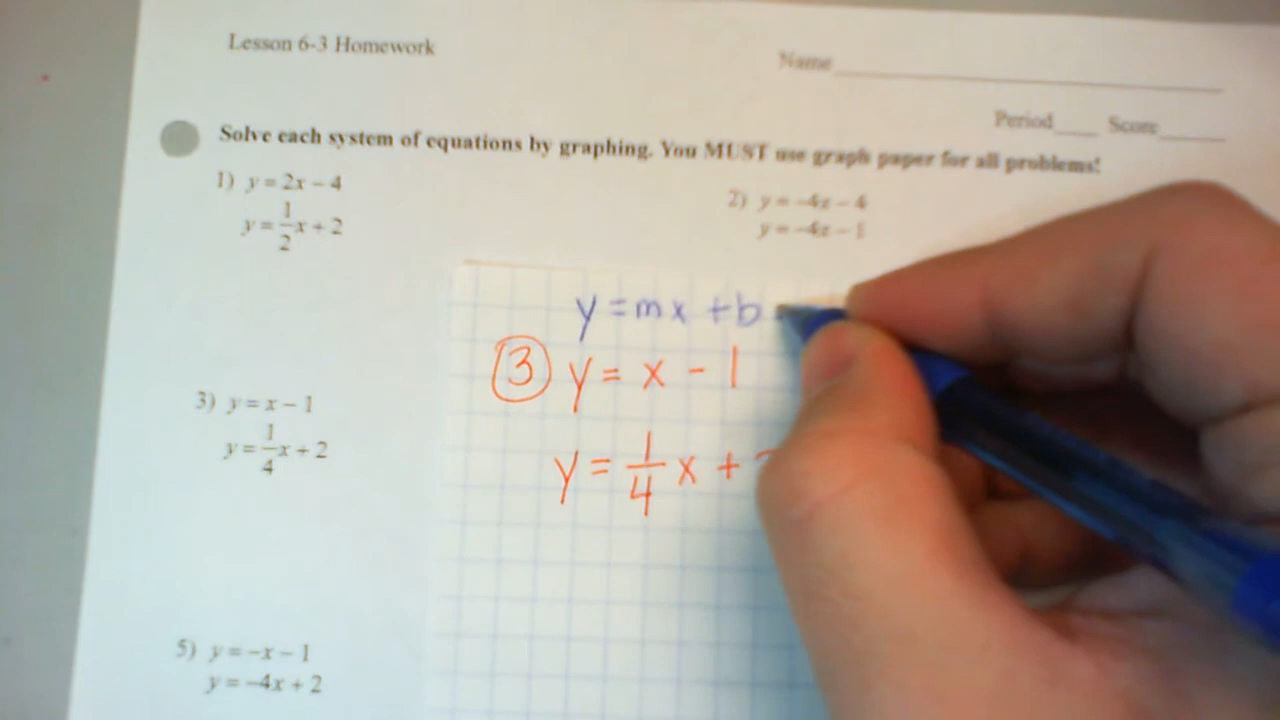 Lesson 6-3 Homework
Name
Period Score
Solve each system of equations by graphing. You MUST use graph paper for all problems!
1) y = 2x − 4
y = 1/2 x + 2
2) y = −4x − 4
y = −4x − 1
y = mx + b
③ y = x − 1
y = 1/4 x +
3) y = x − 1
y = 1/4 x + 2
5) y = −x − 1
y = −4x + 2